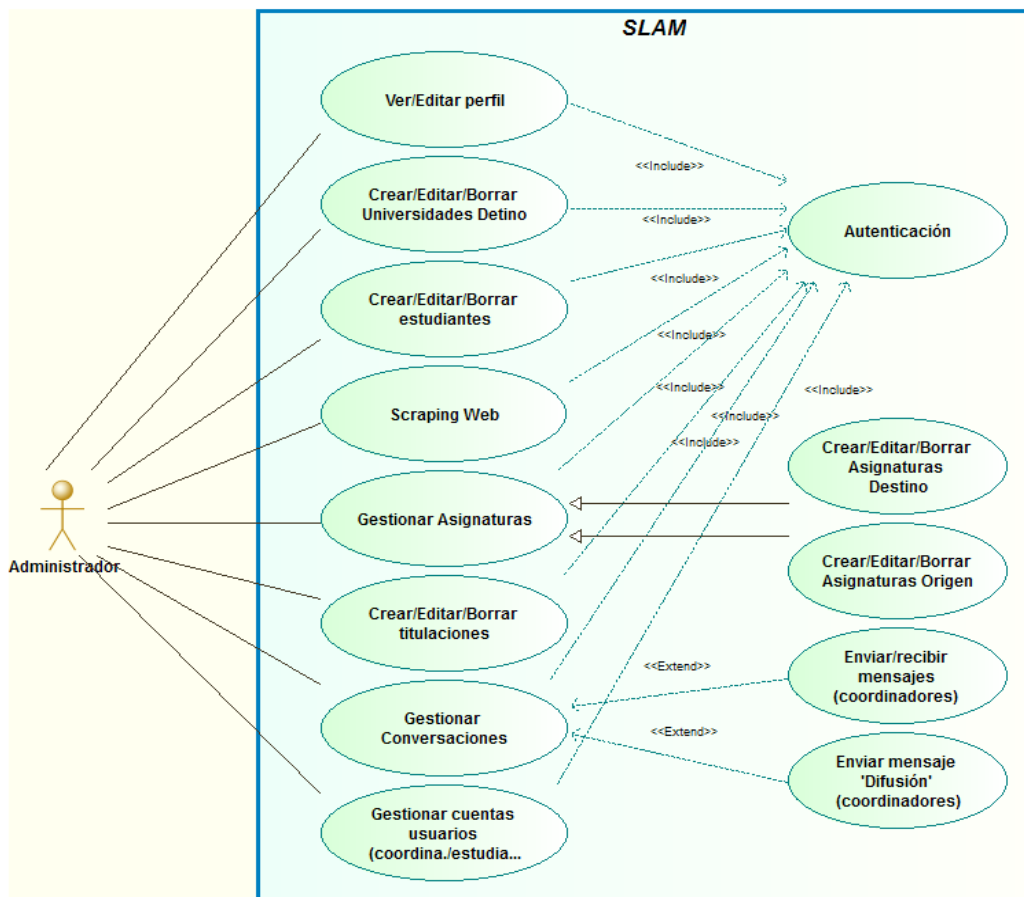 SLAM
Ver/Editar perfil
<<Include>>
Crear/Editar/Borrar
Universidades Detino
<<Include>>
Autenticación
Crear/Editar/Borrar
estudiantes
<<Include>>
Scraping Web
<<Include>>
<<Include>>
<<Include>>
<<Include>>
<<Include>>
Crear/Editar/Borrar
Asignaturas
Destino
Gestionar Asignaturas
Administrador
Crear/Editar/Borrar
Asignaturas Origen
Crear/Editar/Borrar
titulaciones
Enviar/recibir
mensajes
(coordinadores)
<<Extend>>
Gestionar
Conversaciones
<<Extend>>
Enviar mensaje
'Difusión'
(coordinadores)
Gestionar cuentas
usuarios
(coordina./estudia...